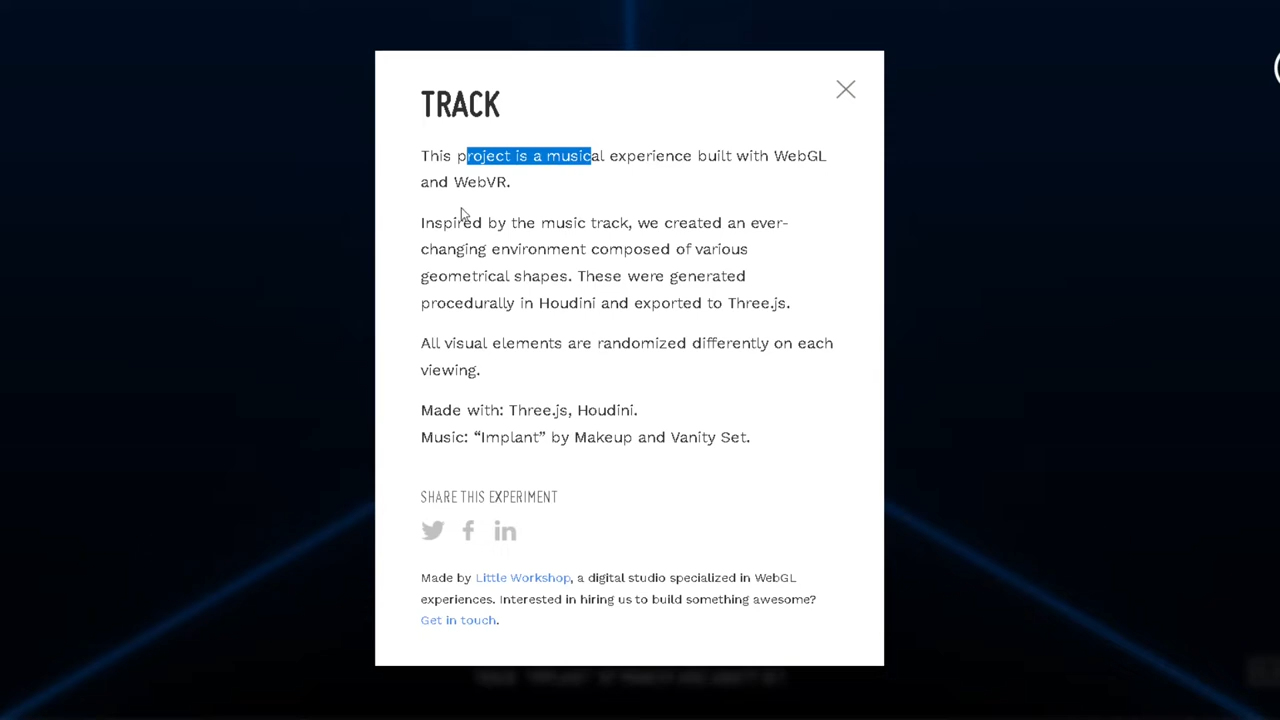 TRACK
This project is a musical experience built with WebGL
and WebVR.
Inspired by the music track, we created an ever-
changing environment composed of various
geometrical shapes. These were generated
procedurally in Houdini and exported to Three.js.
All visual elements are randomized differently on each
viewing.
Made with: Three.js, Houdini.
Music: “Implant” by Makeup and Vanity Set.
SHARE THIS EXPERIMENT
Made by Little Workshop, a digital studio specialized in WebGL
experiences. Interested in hiring us to build something awesome?
Get in touch.